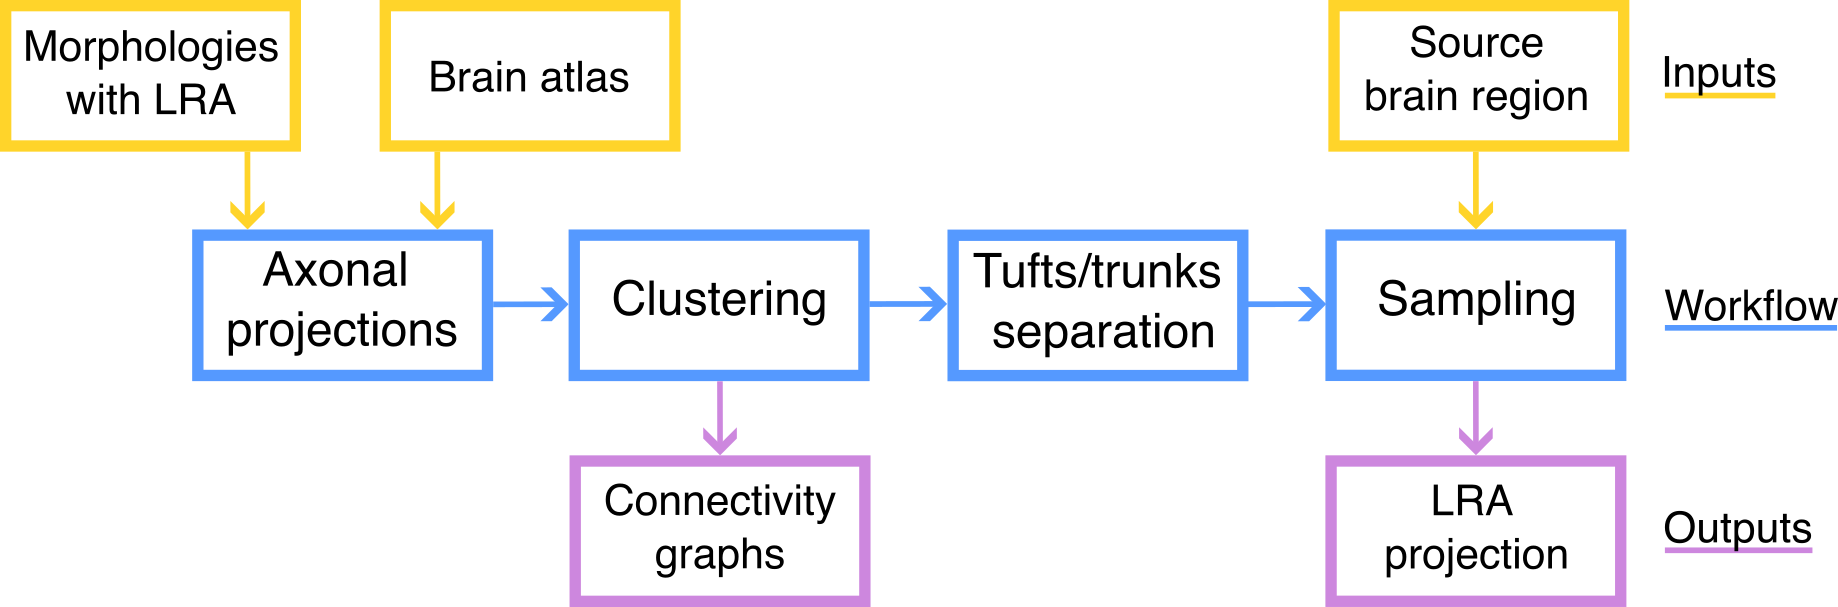 Morphologies
with LRA
Brain atlas
Source
brain region
Inputs
Axonal
projections
Clustering
Tufts/trunks
separation
Sampling
Workflow
Connectivity
graphs
LRA
projection
Outputs